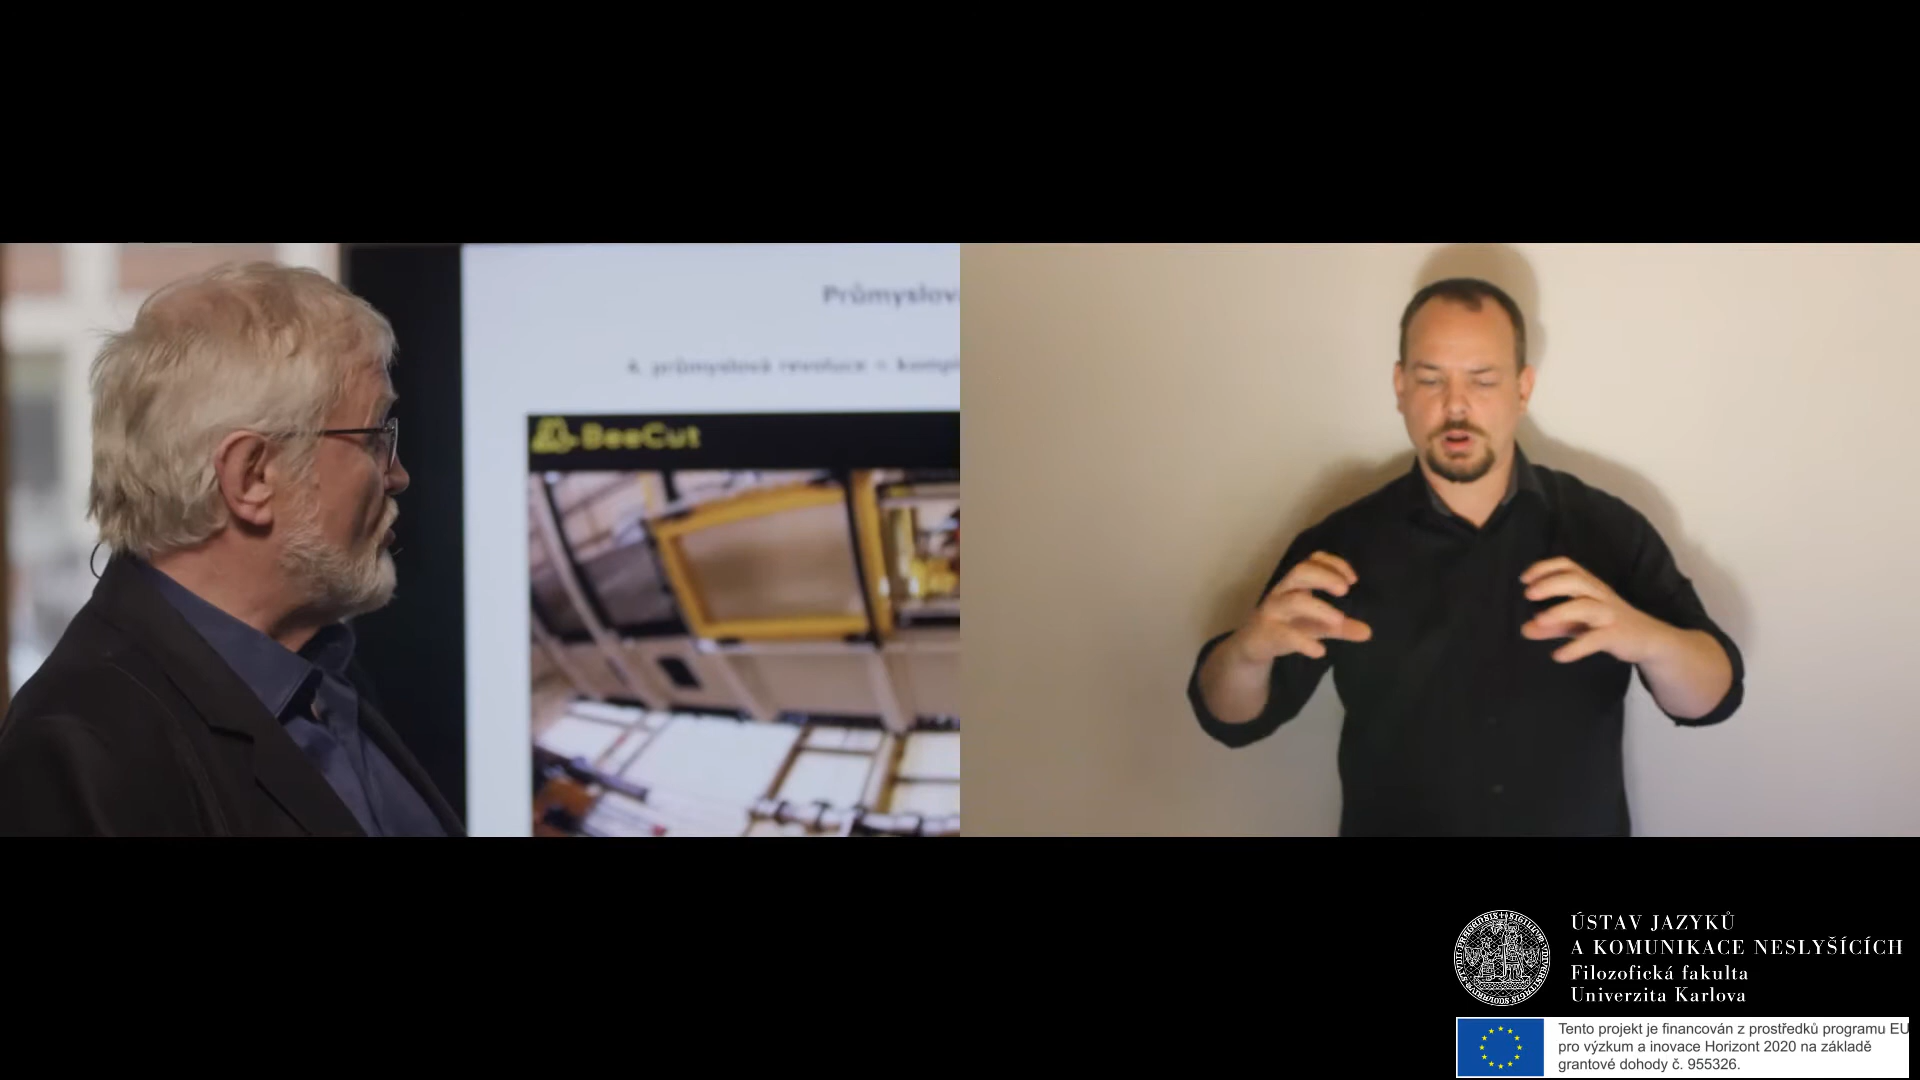 Průmyslov
4. průmyslová revoluce = kompl
BeeCut
ÚSTAV JAZYKŮ
A KOMUNIKACE NESLYŠÍCÍCH
Filozofická fakulta
Univerzita Karlova
Tento projekt je financován z prostředků programu EU
pro výzkum a inovace Horizont 2020 na základě
grantové dohody č. 955326.